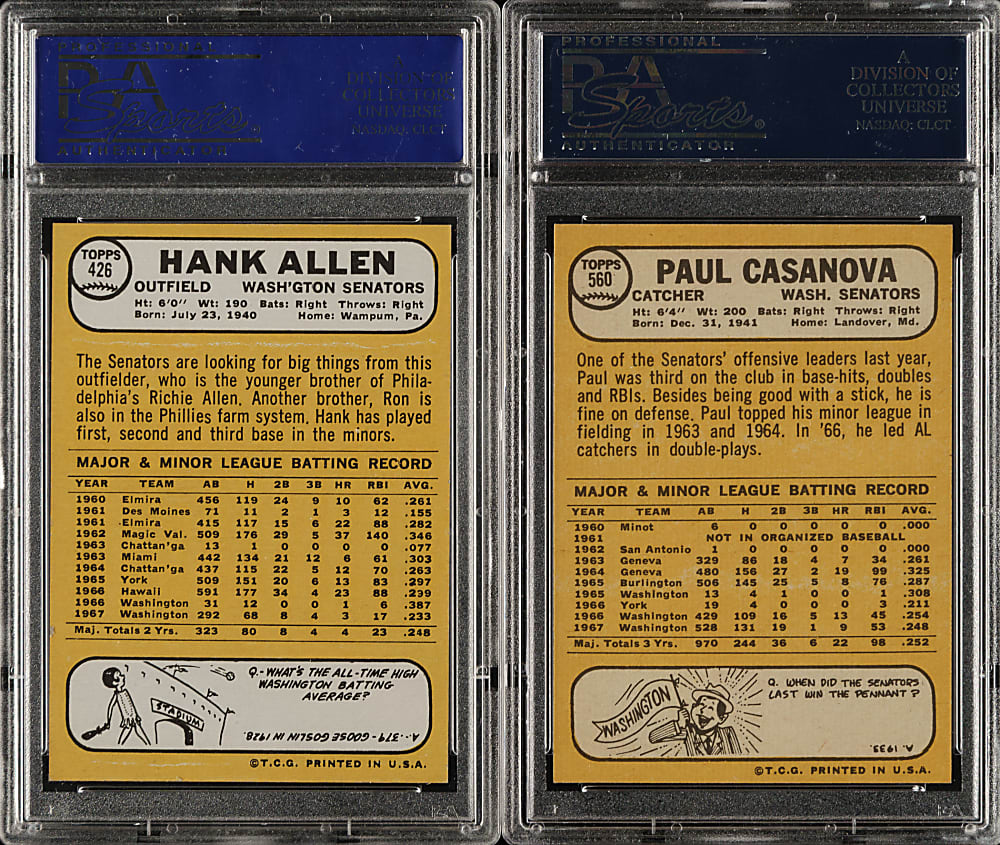 PROFESSIONAL
PSA
Sports
AUTHENTICATOR
A
DIVISION OF
COLLECTORS
UNIVERSE
NASDAQ: CLCT
TOPPS
426
HANK ALLEN
OUTFIELD WASH'GTON SENATORS
Ht: 6'0" Wt: 190 Bats: Right Throws: Right
Born: July 23, 1940 Home: Wampum, Pa.
The Senators are looking for big things from this
outfielder, who is the younger brother of Phila-
delphia's Richie Allen. Another brother, Ron is
also in the Phillies farm system. Hank has played
first, second and third base in the minors.
MAJOR & MINOR LEAGUE BATTING RECORD
YEAR TEAM AB H 2B 3B HR RBI AVG.
1960 Elmira 456 119 24 9 10 62 .261
1961 Des Moines 71 11 2 1 3 12 .155
1961 Elmira 415 117 15 6 22 88 .282
1962 Magic Val. 509 176 29 5 37 140 .346
1963 Chattan'ga 13 1 0 0 0 0 .077
1963 Miami 442 134 21 12 6 61 .303
1964 Chattan'ga 437 115 22 5 12 70 .263
1965 York 509 151 20 6 13 83 .297
1966 Hawaii 591 177 34 4 23 88 .299
1966 Washington 31 12 0 0 1 6 .387
1967 Washington 292 68 8 4 3 17 .233
Maj. Totals 2 Yrs. 323 80 8 4 4 23 .248
Q.-WHAT'S THE ALL-TIME HIGH
WASHINGTON BATTING
AVERAGE?
STADIUM
A.-.379-GOOSE GOSLIN IN 1928.
©T.C.G. PRINTED IN U.S.A.
PROFESSIONAL
PSA
Sports®
AUTHENTICATOR
A
DIVISION OF
COLLECTORS
UNIVERSE
NASDAQ: CLCT
TOPPS
560
PAUL CASANOVA
CATCHER WASH. SENATORS
Ht: 6'4" Wt: 200 Bats: Right Throws: Right
Born: Dec. 31, 1941 Home: Landover, Md.
One of the Senators' offensive leaders last year,
Paul was third on the club in base-hits, doubles
and RBIs. Besides being good with a stick, he is
fine on defense. Paul topped his minor league in
fielding in 1963 and 1964. In '66, he led AL
catchers in double-plays.
MAJOR & MINOR LEAGUE BATTING RECORD
YEAR TEAM AB H 2B 3B HR RBI AVG.
1960 Minot 6 0 0 0 0 0 .000
1961 NOT IN ORGANIZED BASEBALL
1962 San Antonio 1 0 0 0 0 0 .000
1963 Geneva 329 86 18 4 7 34 .261
1964 Geneva 480 156 27 2 19 99 .325
1965 Burlington 506 145 25 5 8 76 .287
1965 Washington 13 4 1 0 0 1 .308
1966 York 19 4 0 0 0 3 .211
1966 Washington 429 109 16 5 13 45 .254
1967 Washington 528 131 19 1 9 53 .248
Maj. Totals 3 Yrs. 970 244 36 6 22 98 .252
WASHINGTON
Q. WHEN DID THE SENATORS
LAST WIN THE PENNANT?
A. 1933.
©T.C.G. PRINTED IN U.S.A.